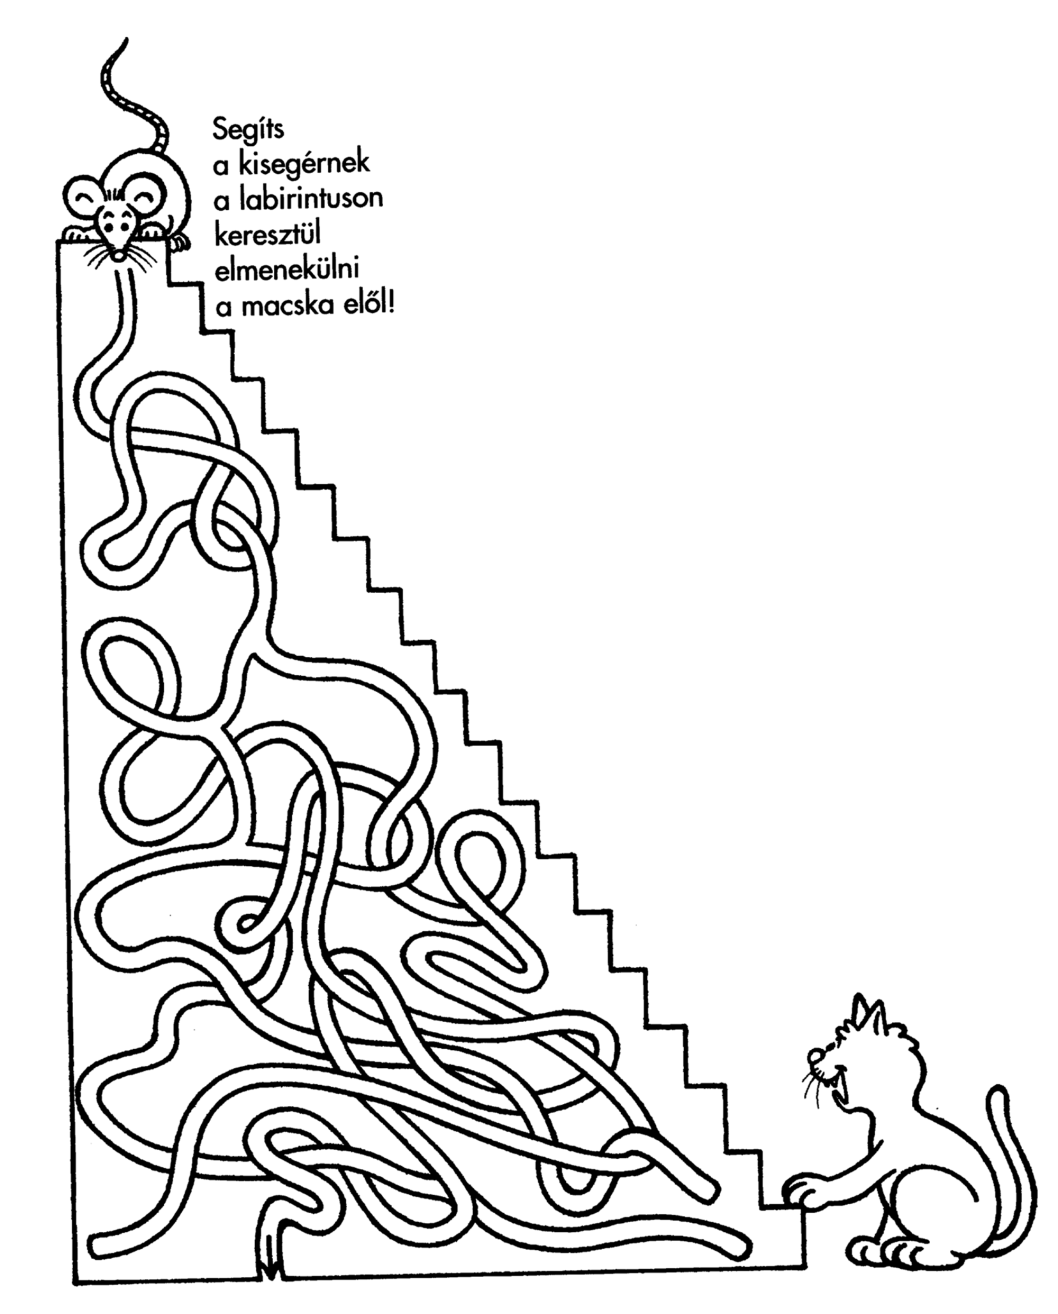 Segíts
a kisegérnek
a labirintuson
keresztül
elmenekülni
a macska elől!